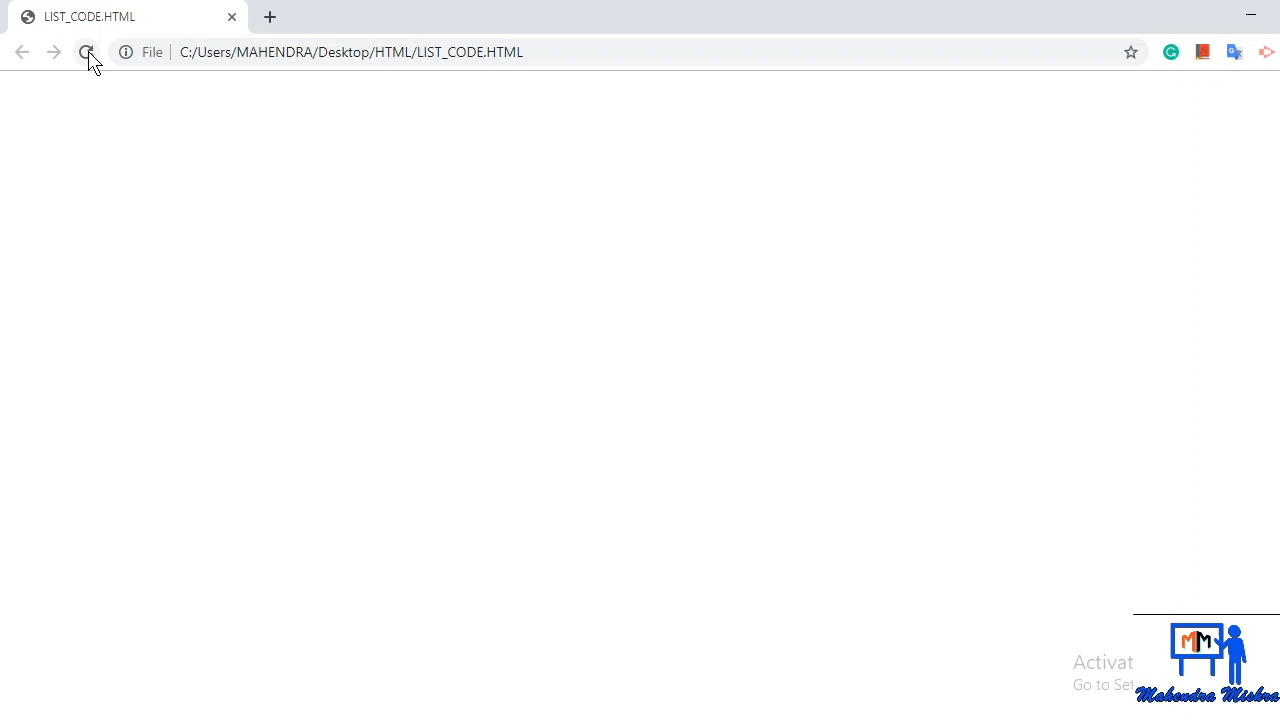 LIST_CODE.HTML
File C:/Users/MAHENDRA/Desktop/HTML/LIST_CODE.HTML
MM
Activat
Go to Set
Mahendra Mishra